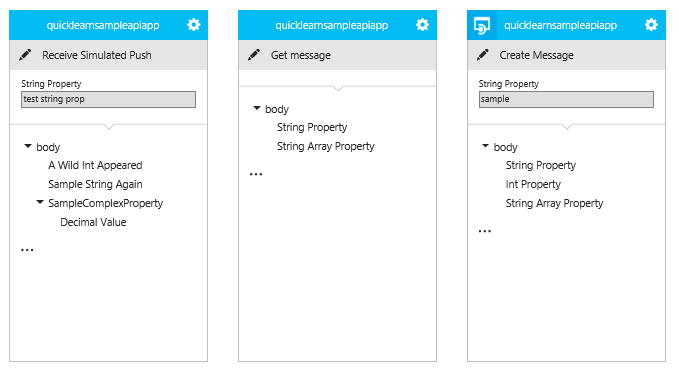 quicklearnsampleapiapp
Receive Simulated Push
String Property
test string prop
body
A Wild Int Appeared
Sample String Again
SampleComplexProperty
Decimal Value
...
quicklearnsampleapiapp
Get message
body
String Property
String Array Property
...
quicklearnsampleapiapp
Create Message
String Property
sample
body
String Property
Int Property
String Array Property
...